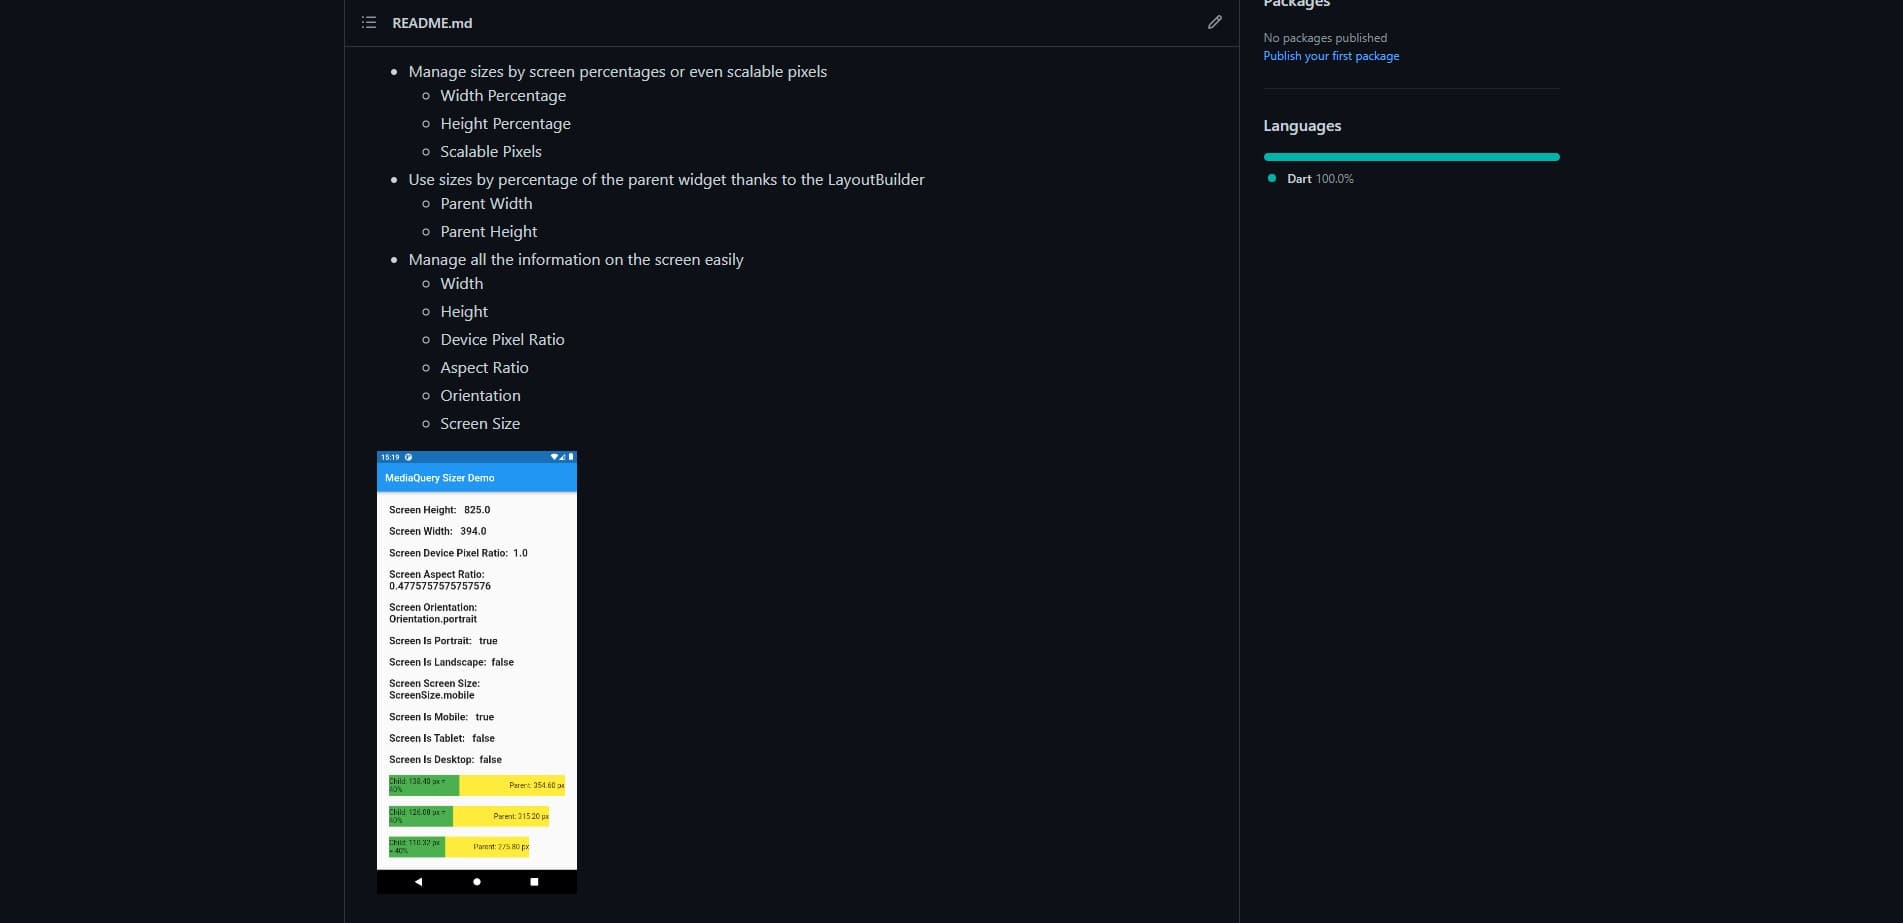 README.md
Manage sizes by screen percentages or even scalable pixels
Width Percentage
Height Percentage
Scalable Pixels
Use sizes by percentage of the parent widget thanks to the LayoutBuilder
Parent Width
Parent Height
Manage all the information on the screen easily
Width
Height
Device Pixel Ratio
Aspect Ratio
Orientation
Screen Size
15:19
MediaQuery Sizer Demo
Screen Height: 825.0
Screen Width: 394.0
Screen Device Pixel Ratio: 1.0
Screen Aspect Ratio:
0.4775757575757576
Screen Orientation:
Orientation.portrait
Screen Is Portrait: true
Screen Is Landscape: false
Screen Screen Size:
ScreenSize.mobile
Screen Is Mobile: true
Screen Is Tablet: false
Screen Is Desktop: false
Child: 138.40 px =
40%
Parent: 354.60 px
Child: 126.08 px =
40%
Parent: 315.20 px
Child: 110.32 px
= 40%
Parent: 275.80 px
Packages
No packages published
Publish your first package
Languages
Dart 100.0%